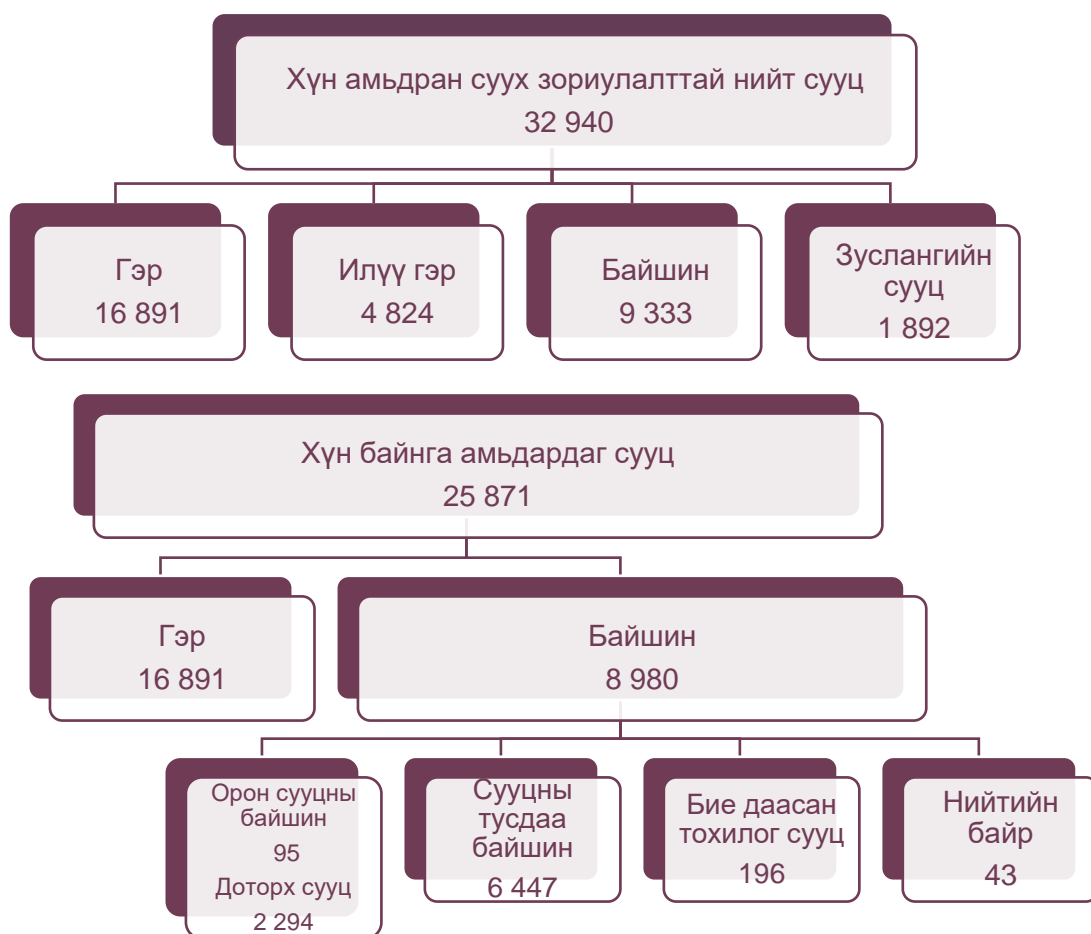 Хүн амьдран суух зориулалттай нийт сууц
32 940
Гэр
16 891
Илүү гэр
4 824
Байшин
9 333
Зуслангийн
сууц
1 892
Хүн байнга амьдардаг сууц
25 871
Гэр
16 891
Байшин
8 980
Орон сууцны
байшин
95
Доторх сууц
2 294
Сууцны
тусдаа
байшин
6 447
Бие даасан
тохилог сууц
196
Нийтийн
байр
43